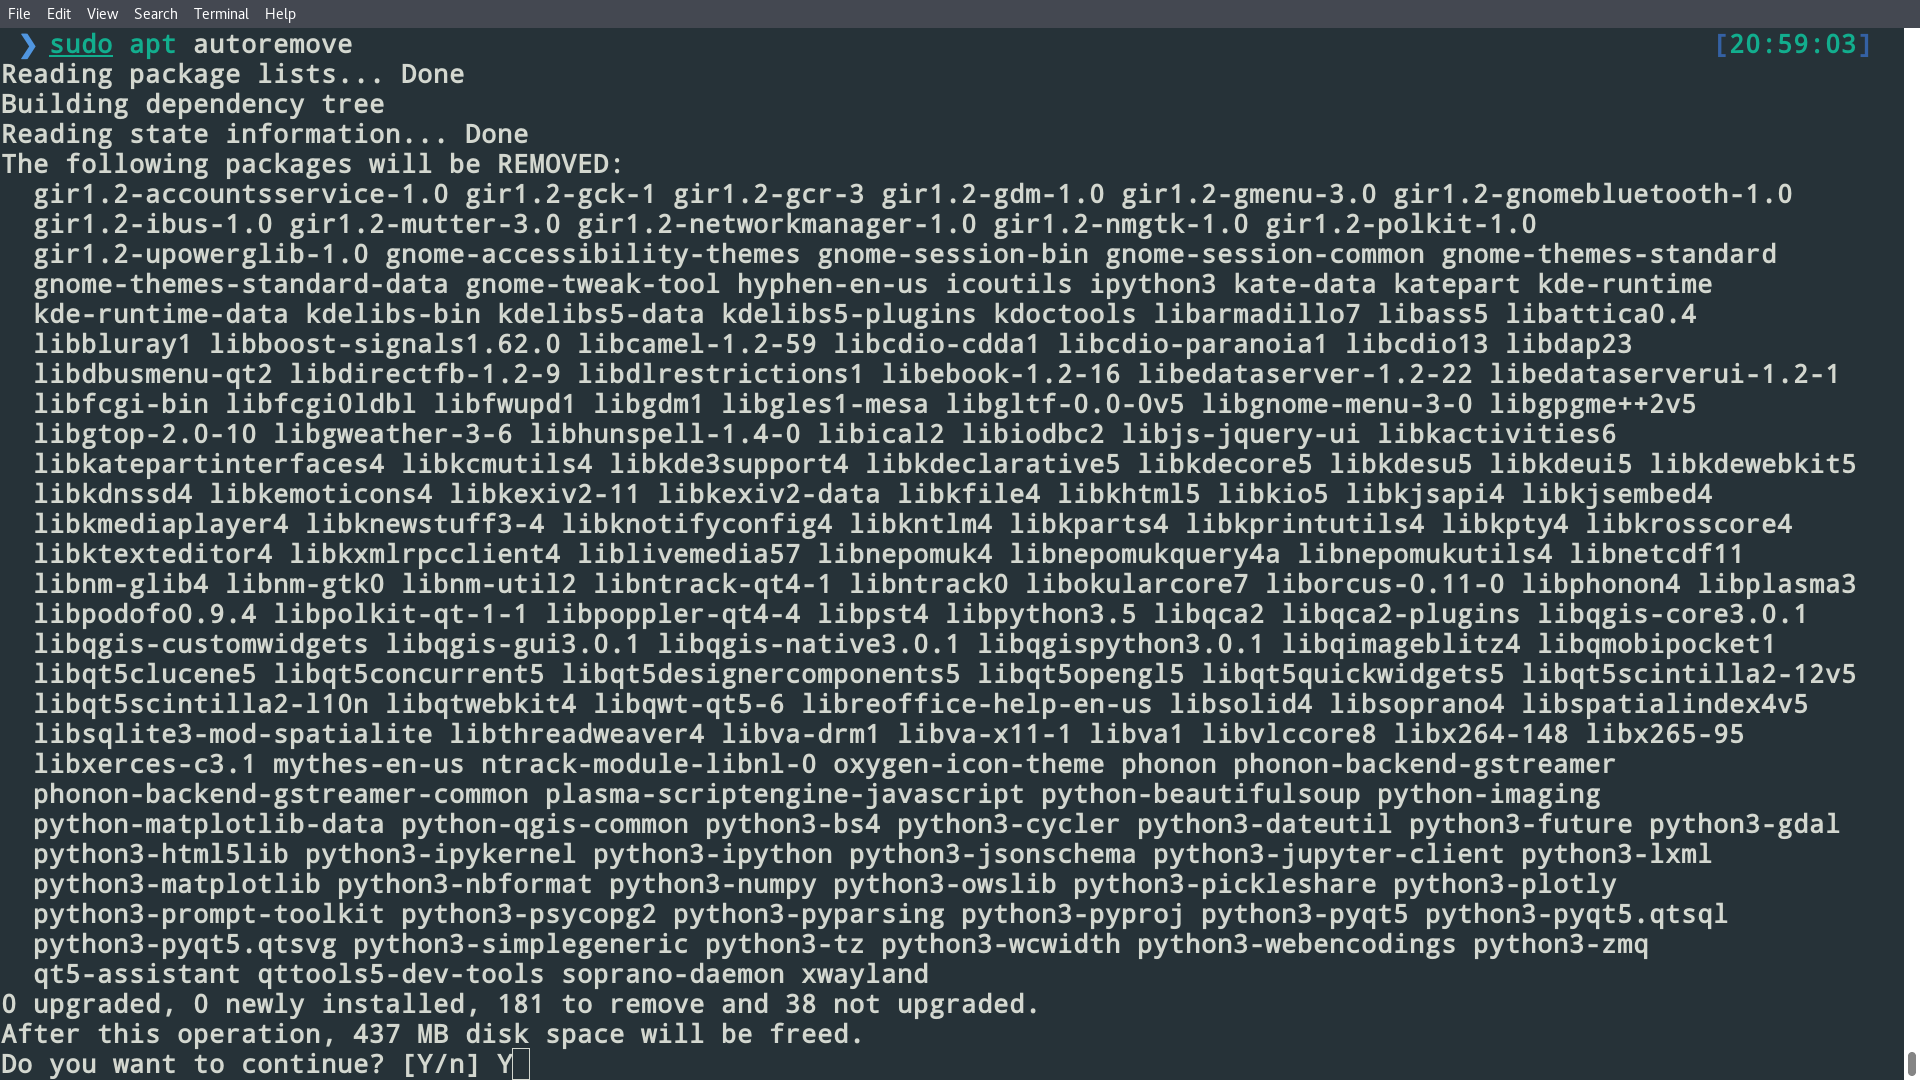 File Edit View Search Terminal Help
❯ sudo apt autoremove [20:59:03]
Reading package lists... Done
Building dependency tree
Reading state information... Done
The following packages will be REMOVED:
gir1.2-accountsservice-1.0 gir1.2-gck-1 gir1.2-gcr-3 gir1.2-gdm-1.0 gir1.2-gmenu-3.0 gir1.2-gnomebluetooth-1.0
gir1.2-ibus-1.0 gir1.2-mutter-3.0 gir1.2-networkmanager-1.0 gir1.2-nmgtk-1.0 gir1.2-polkit-1.0
gir1.2-upowerglib-1.0 gnome-accessibility-themes gnome-session-bin gnome-session-common gnome-themes-standard
gnome-themes-standard-data gnome-tweak-tool hyphen-en-us icoutils ipython3 kate-data katepart kde-runtime
kde-runtime-data kdelibs-bin kdelibs5-data kdelibs5-plugins kdoctools libarmadillo7 libass5 libattica0.4
libbluray1 libboost-signals1.62.0 libcamel-1.2-59 libcdio-cdda1 libcdio-paranoia1 libcdio13 libdap23
libdbusmenu-qt2 libdirectfb-1.2-9 libdlrestrictions1 libebook-1.2-16 libedataserver-1.2-22 libedataserverui-1.2-1
libfcgi-bin libfcgi0ldbl libfwupd1 libgdm1 libgles1-mesa libgltf-0.0-0v5 libgnome-menu-3-0 libgpgme++2v5
libgtop-2.0-10 libgweather-3-6 libhunspell-1.4-0 libical2 libiodbc2 libjs-jquery-ui libkactivities6
libkatepartinterfaces4 libkcmutils4 libkde3support4 libkdeclarative5 libkdecore5 libkdesu5 libkdeui5 libkdewebkit5
libkdnssd4 libkemoticons4 libkexiv2-11 libkexiv2-data libkfile4 libkhtml5 libkio5 libkjsapi4 libkjsembed4
libkmediaplayer4 libknewstuff3-4 libknotifyconfig4 libkntlm4 libkparts4 libkprintutils4 libkpty4 libkrosscore4
libktexteditor4 libkxmlrpcclient4 liblivemedia57 libnepomuk4 libnepomukquery4a libnepomukutils4 libnetcdf11
libnm-glib4 libnm-gtk0 libnm-util2 libntrack-qt4-1 libntrack0 libokularcore7 liborcus-0.11-0 libphonon4 libplasma3
libpodofo0.9.4 libpolkit-qt-1-1 libpoppler-qt4-4 libpst4 libpython3.5 libqca2 libqca2-plugins libqgis-core3.0.1
libqgis-customwidgets libqgis-gui3.0.1 libqgis-native3.0.1 libqgispython3.0.1 libqimageblitz4 libqmobipocket1
libqt5clucene5 libqt5concurrent5 libqt5designercomponents5 libqt5opengl5 libqt5quickwidgets5 libqt5scintilla2-12v5
libqt5scintilla2-l10n libqtwebkit4 libqwt-qt5-6 libreoffice-help-en-us libsolid4 libsoprano4 libspatialindex4v5
libsqlite3-mod-spatialite libthreadweaver4 libva-drm1 libva-x11-1 libva1 libvlccore8 libx264-148 libx265-95
libxerces-c3.1 mythes-en-us ntrack-module-libnl-0 oxygen-icon-theme phonon phonon-backend-gstreamer
phonon-backend-gstreamer-common plasma-scriptengine-javascript python-beautifulsoup python-imaging
python-matplotlib-data python-qgis-common python3-bs4 python3-cycler python3-dateutil python3-future python3-gdal
python3-html5lib python3-ipykernel python3-ipython python3-jsonschema python3-jupyter-client python3-lxml
python3-matplotlib python3-nbformat python3-numpy python3-owslib python3-pickleshare python3-plotly
python3-prompt-toolkit python3-psycopg2 python3-pyparsing python3-pyproj python3-pyqt5 python3-pyqt5.qtsql
python3-pyqt5.qtsvg python3-simplegeneric python3-tz python3-wcwidth python3-webencodings python3-zmq
qt5-assistant qttools5-dev-tools soprano-daemon xwayland
0 upgraded, 0 newly installed, 181 to remove and 38 not upgraded.
After this operation, 437 MB disk space will be freed.
Do you want to continue? [Y/n] Y